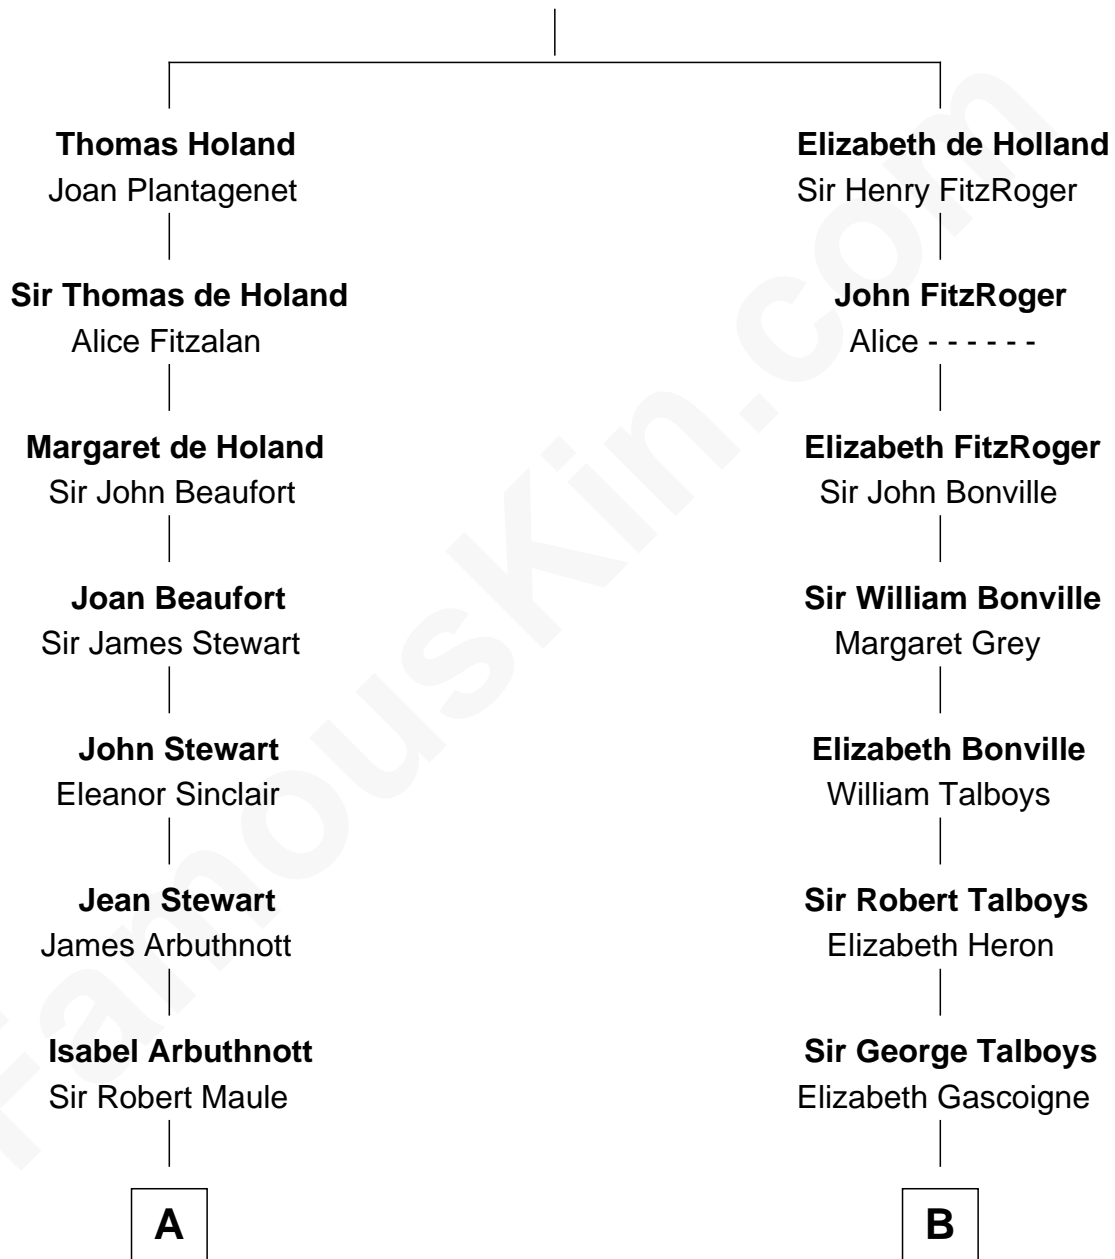 Thomas Holand
Joan Plantagenet
Sir Thomas de Holand
Alice Fitzalan
Margaret de Holand
Sir John Beaufort
Joan Beaufort
Sir James Stewart
John Stewart
Eleanor Sinclair
Jean Stewart
James Arbuthnott
Isabel Arbuthnott
Sir Robert Maule
A
Elizabeth de Holland
Sir Henry FitzRoger
John FitzRoger
Alice - - - - - -
Elizabeth FitzRoger
Sir John Bonville
Sir William Bonville
Margaret Grey
Elizabeth Bonville
William Talboys
Sir Robert Talboys
Elizabeth Heron
Sir George Talboys
Elizabeth Gascoigne
B
FamousKin.com